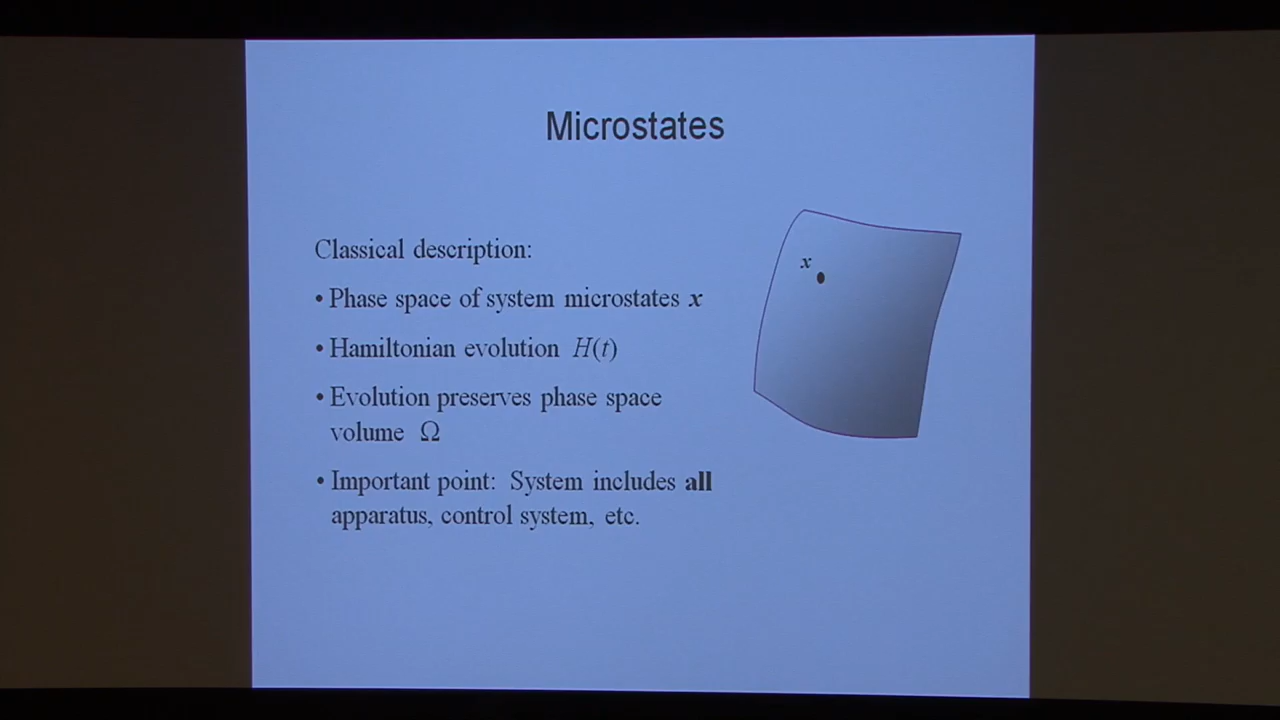 Microstates
Classical description:
• Phase space of system microstates x
• Hamiltonian evolution H(t)
• Evolution preserves phase space
volume Ω
• Important point: System includes all
apparatus, control system, etc.
x